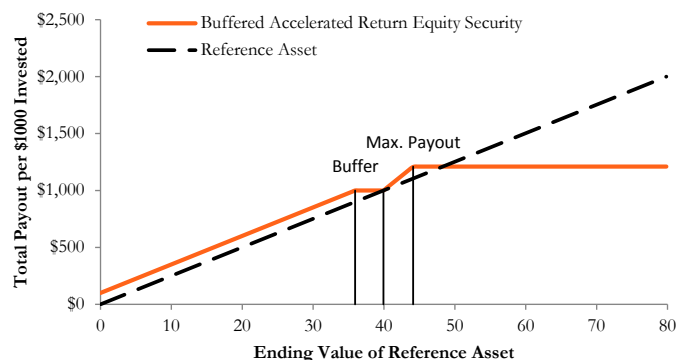 Total Payout per $1000 Invested
$2,500
$2,000
$1,500
$1,000
$500
$0
Buffered Accelerated Return Equity Security
Reference Asset
Max. Payout
Buffer
0 10 20 30 40 50 60 70 80
Ending Value of Reference Asset